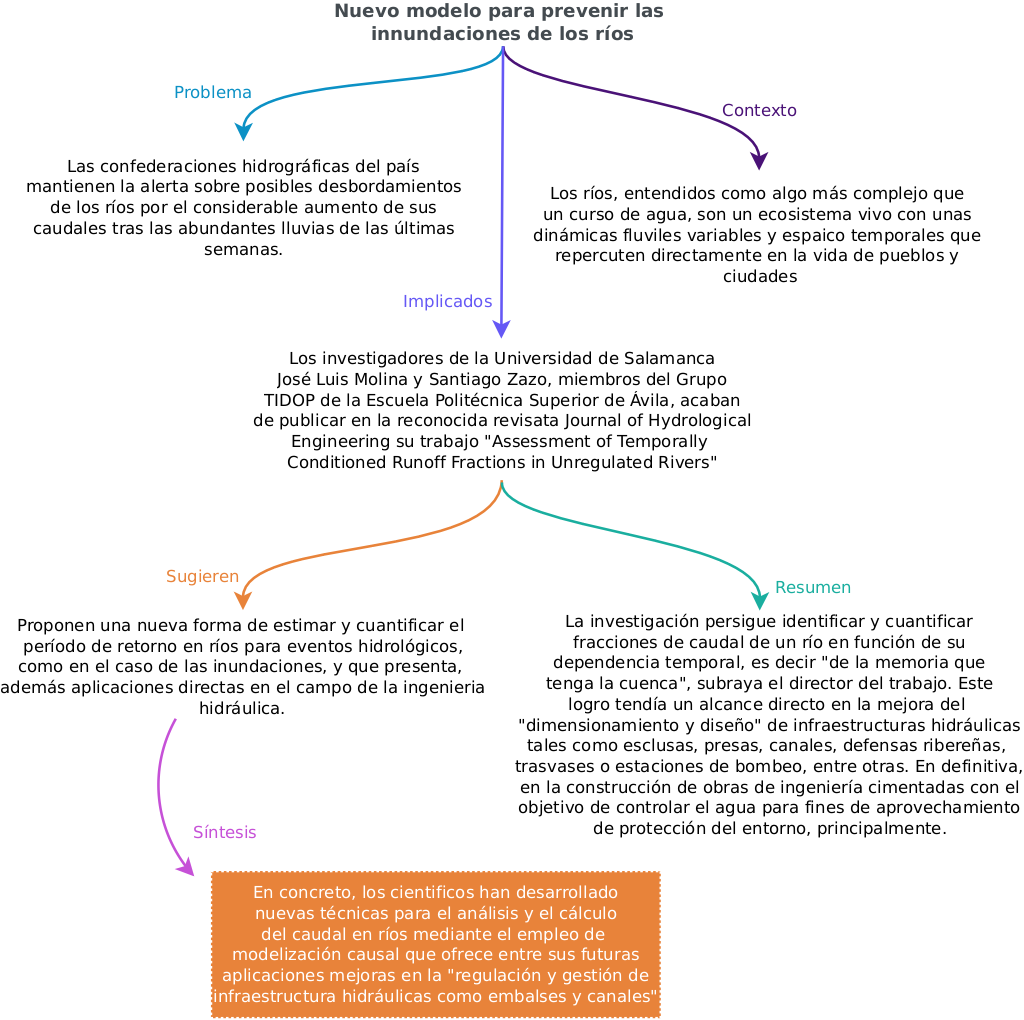 Nuevo modelo para prevenir las
innundaciones de los ríos
Problema
Contexto
Las confederaciones hidrográficas del país
mantienen la alerta sobre posibles desbordamientos
de los ríos por el considerable aumento de sus
caudales tras las abundantes lluvias de las últimas
semanas.
Los ríos, entendidos como algo más complejo que
un curso de agua, son un ecosistema vivo con unas
dinámicas fluviles variables y espaico temporales que
repercuten directamente en la vida de pueblos y
ciudades
Implicados
Los investigadores de la Universidad de Salamanca
José Luis Molina y Santiago Zazo, miembros del Grupo
TIDOP de la Escuela Politécnica Superior de Ávila, acaban
de publicar en la reconocida revisata Journal of Hydrological
Engineering su trabajo "Assessment of Temporally
Conditioned Runoff Fractions in Unregulated Rivers"
Sugieren
Resumen
Proponen una nueva forma de estimar y cuantificar el
período de retorno en ríos para eventos hidrológicos,
como en el caso de las inundaciones, y que presenta,
además aplicaciones directas en el campo de la ingenieria
hidráulica.
La investigación persigue identificar y cuantificar
fracciones de caudal de un río en función de su
dependencia temporal, es decir "de la memoria que
tenga la cuenca", subraya el director del trabajo. Este
logro tendía un alcance directo en la mejora del
"dimensionamiento y diseño" de infraestructuras hidráulicas
tales como esclusas, presas, canales, defensas ribereñas,
trasvases o estaciones de bombeo, entre otras. En definitiva,
en la construcción de obras de ingeniería cimentadas con el
objetivo de controlar el agua para fines de aprovechamiento
de protección del entorno, principalmente.
Síntesis
En concreto, los cientificos han desarrollado
nuevas técnicas para el análisis y el cálculo
del caudal en ríos mediante el empleo de
modelización causal que ofrece entre sus futuras
aplicaciones mejoras en la "regulación y gestión de
infraestructura hidráulicas como embalses y canales"